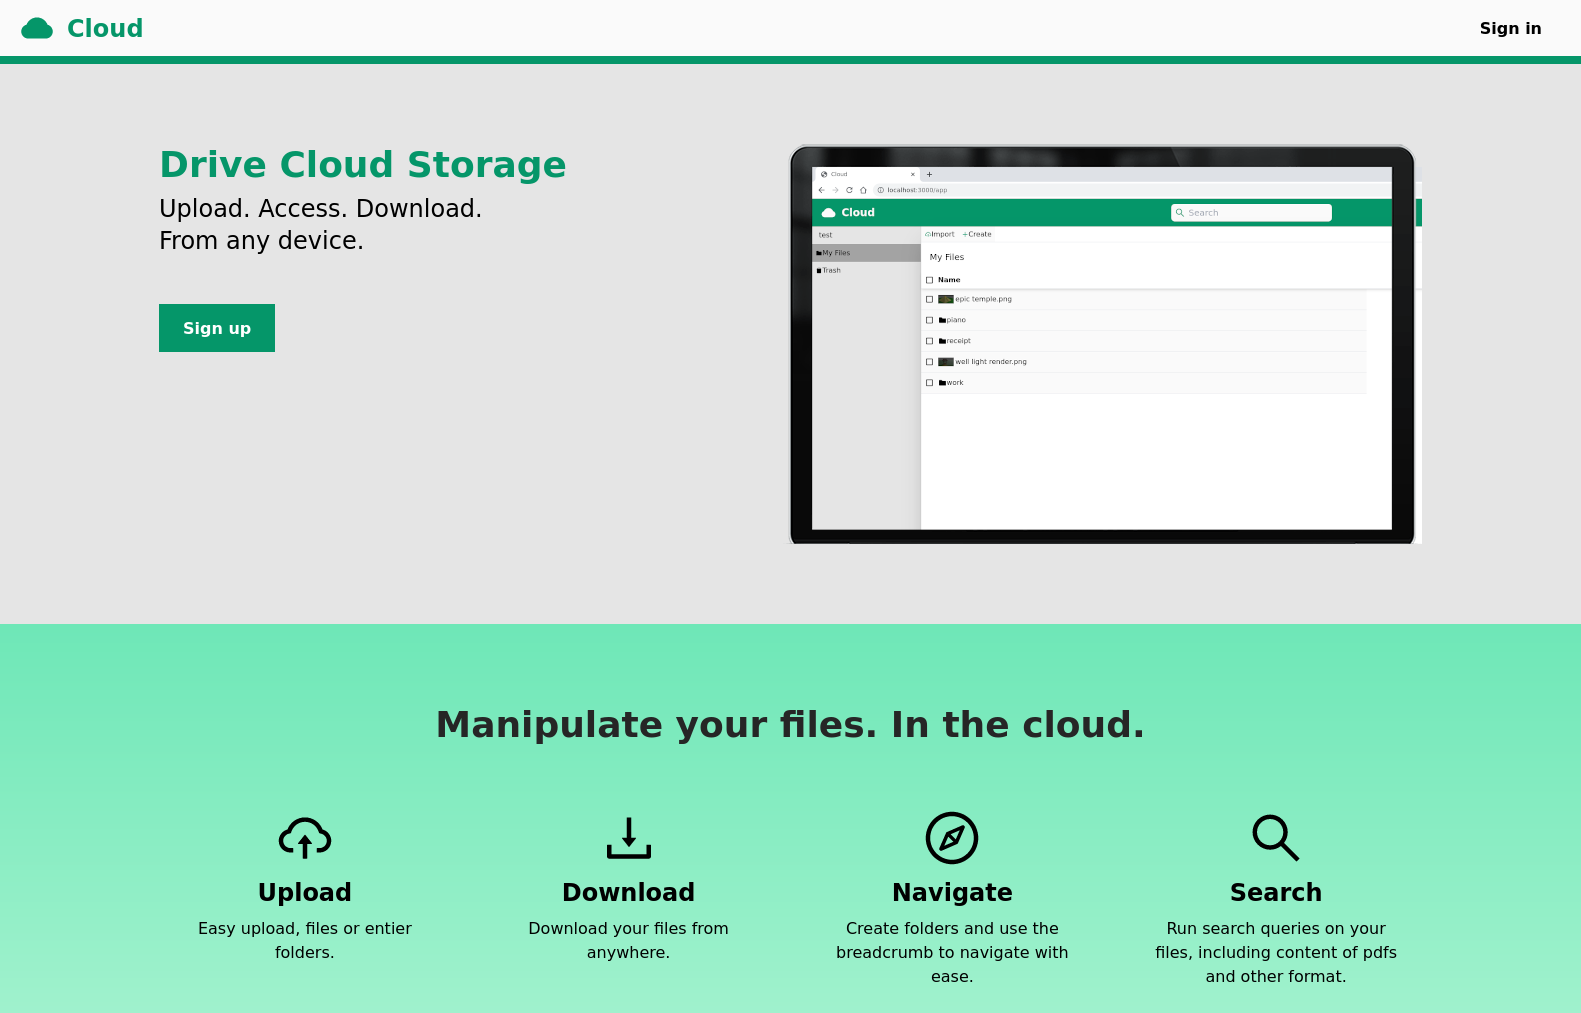 Cloud
Sign in
Drive Cloud Storage
Upload. Access. Download.
From any device.
Sign up
Cloud
localhost:3000/app
Cloud
Search
test
My Files
Trash
Import
Create
My Files
Name
epic temple.png
piano
receipt
well light render.png
work
Manipulate your files. In the cloud.
Upload
Easy upload, files or entier
folders.
Download
Download your files from
anywhere.
Navigate
Create folders and use the
breadcrumb to navigate with
ease.
Search
Run search queries on your
files, including content of pdfs
and other format.